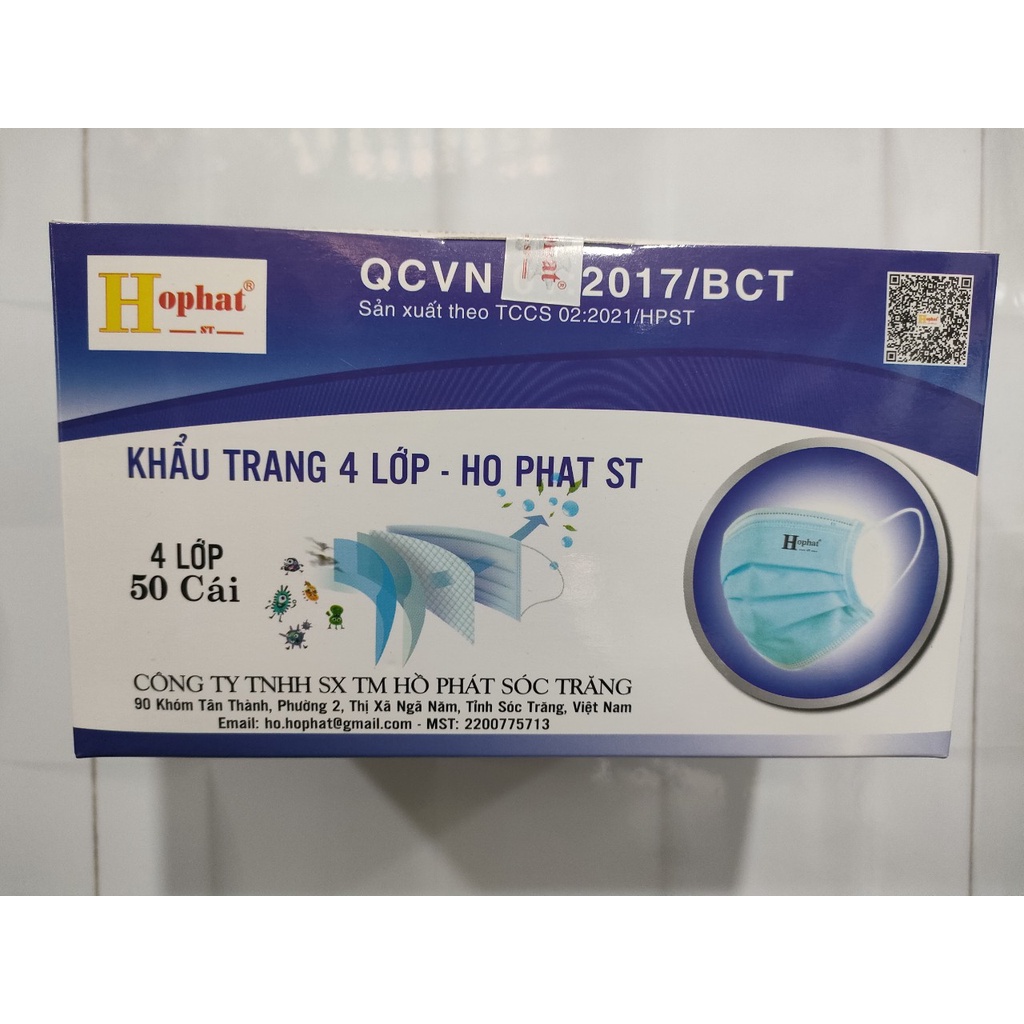 Hophat®
ST
QCVN 2017/BCT
Sản xuất theo TCCS 02:2021/HPST
KHẨU TRANG 4 LỚP - HO PHAT ST
4 LỚP
50 Cái
Hophat
CÔNG TY TNHH SX TM HỒ PHÁT SÓC TRĂNG
90 Khóm Tân Thành, Phường 2, Thị Xã Ngã Năm, Tỉnh Sóc Trăng, Việt Nam
Email: ho.hophat@gmail.com - MST: 2200775713